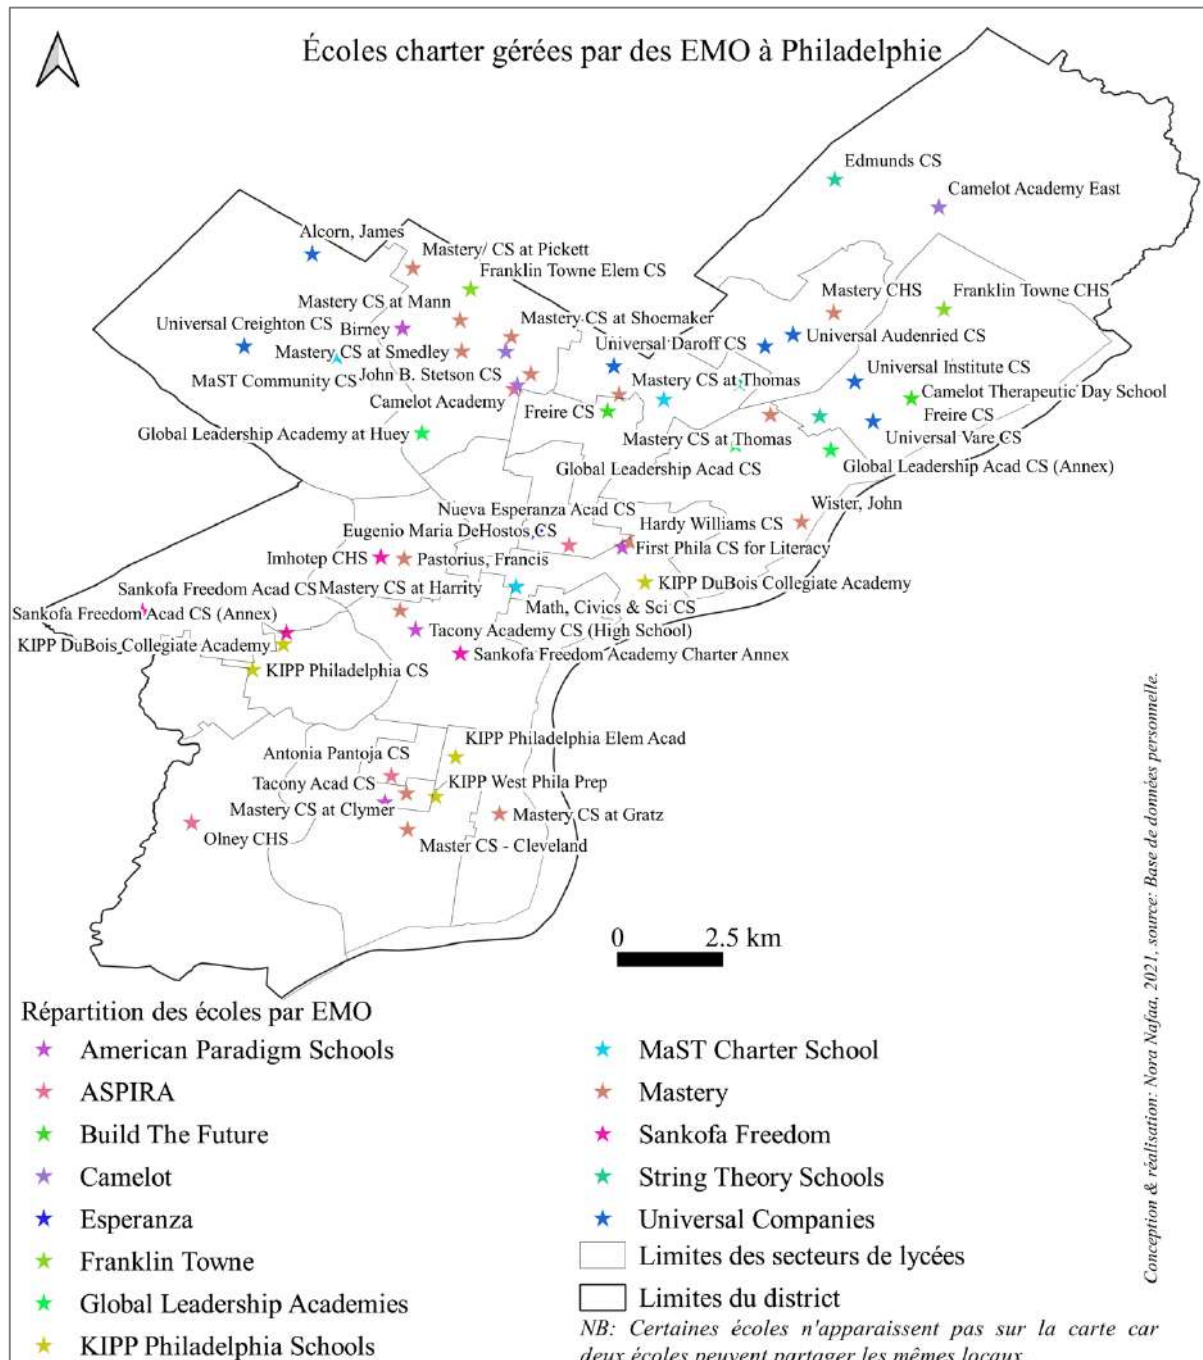 Écoles charter gérées par des EMO à Philadelphie
Edmunds CS
Camelot Academy East
Alcorn, James
Mastery/ CS at Pickett
Franklin Towne Elem CS
Mastery CS at Mann
Mastery CHS
Franklin Towne CHS
Universal Creighton CS
Birney
Mastery CS at Shoemaker
Universal Audenried CS
Universal Daroff CS
Mastery CS at Smedley
John B. Stetson CS
Universal Institute CS
MaST Community CS
Mastery CS at Thomas
Camelot Therapeutic Day School
Camelot Academy
Freire CS
Freire CS
Global Leadership Academy at Huey
Mastery CS at Thomas
Universal Vare CS
Global Leadership Acad CS
Global Leadership Acad CS (Annex)
Nueva Esperanza Acad CS
Wister, John
Eugenio Maria DeHostos CS
Hardy Williams CS
Imhotep CHS
Pastorius, Francis
First Phila CS for Literacy
Sankofa Freedom Acad CS
Mastery CS at Harrity
KIPP DuBois Collegiate Academy
Sankofa Freedom Acad CS (Annex)
Math, Civics & Sci CS
Tacony Academy CS (High School)
KIPP DuBois Collegiate Academy
Sankofa Freedom Academy Charter Annex
KIPP Philadelphia CS
KIPP Philadelphia Elem Acad
Antonia Pantoja CS
Tacony Acad CS
KIPP West Phila Prep
Mastery CS at Clymer
Mastery CS at Gratz
Olney CHS
Master CS - Cleveland
0 2.5 km
Répartition des écoles par EMO
American Paradigm Schools
ASPIRA
Build The Future
Camelot
Esperanza
Franklin Towne
Global Leadership Academies
KIPP Philadelphia Schools
MaST Charter School
Mastery
Sankofa Freedom
String Theory Schools
Universal Companies
Limites des secteurs de lycées
Limites du district
NB: Certaines écoles n'apparaissent pas sur la carte car
deux écoles peuvent partager les mêmes locaux
Conception & réalisation: Nora Nafaa, 2021, source: Base de données personnelle.